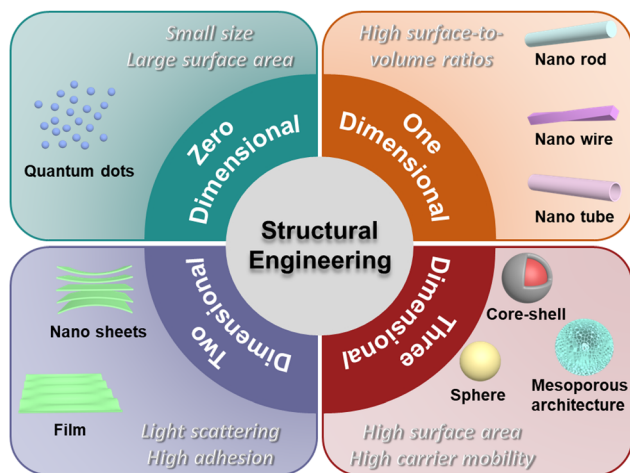 Small size
Large surface area
Quantum dots
Zero
Dimensional
High surface-to-
volume ratios
Nano rod
Nano wire
Nano tube
One
Dimensional
Structural
Engineering
Nano sheets
Film
Two
Dimensional
Light scattering
High adhesion
Three
Dimensional
Core-shell
Sphere
Mesoporous
architecture
High surface area
High carrier mobility